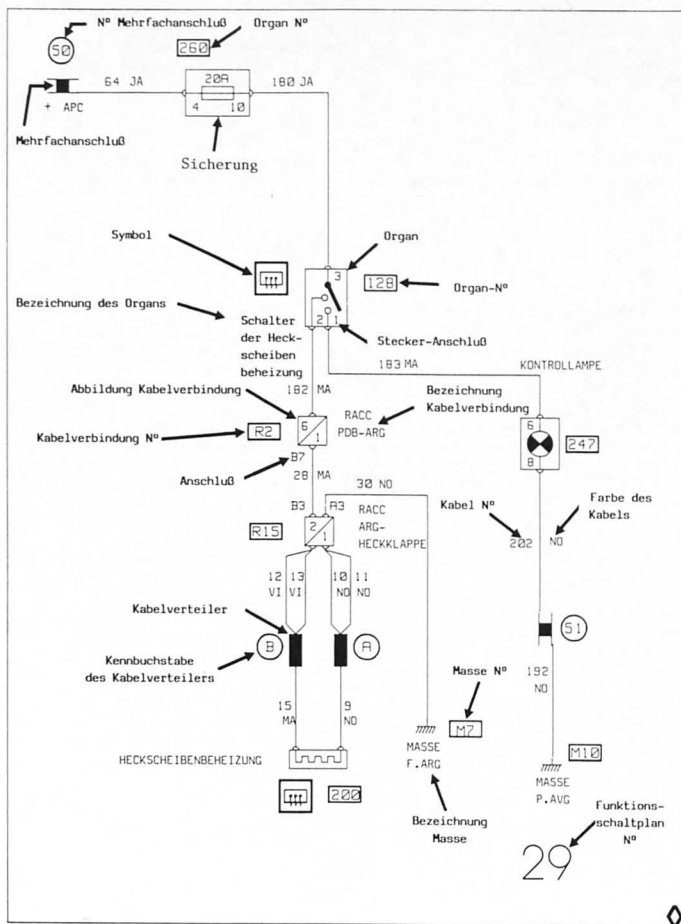 Nº Mehrfachanschluß
Organ Nº
50
260
64 JA
20A
180 JA
4 10
+ APC
Mehrfachanschluß
Sicherung
Symbol
Organ
3
128
Organ-Nº
Bezeichnung des Organs
Schalter
der Heck-
scheiben
beheizung
2 1
Stecker-Anschluß
183 MA
KONTROLLAMPE
Abbildung Kabelverbindung
182 MA
Bezeichnung
Kabelverbindung
Kabelverbindung Nº
R2
6
1
RACC
PDB-ARG
6
8
247
Anschluß
B7
28 MA
30 NO
B3 A3
RACC
ARG-
HECKKLAPPE
R15
2
1
Kabel Nº
Farbe des
Kabels
202
NO
12
VI
13
VI
10
NO
11
NO
Kabelverteiler
B
A
51
Kennbuchstabe
des Kabelverteilers
Masse Nº
192
NO
15
MA
9
NO
M7
M10
HECKSCHEIBENBEHEIZUNG
MASSE
F.ARG
MASSE
P.AVG
200
Bezeichnung
Masse
Funktions-
schaltplan
Nº
29